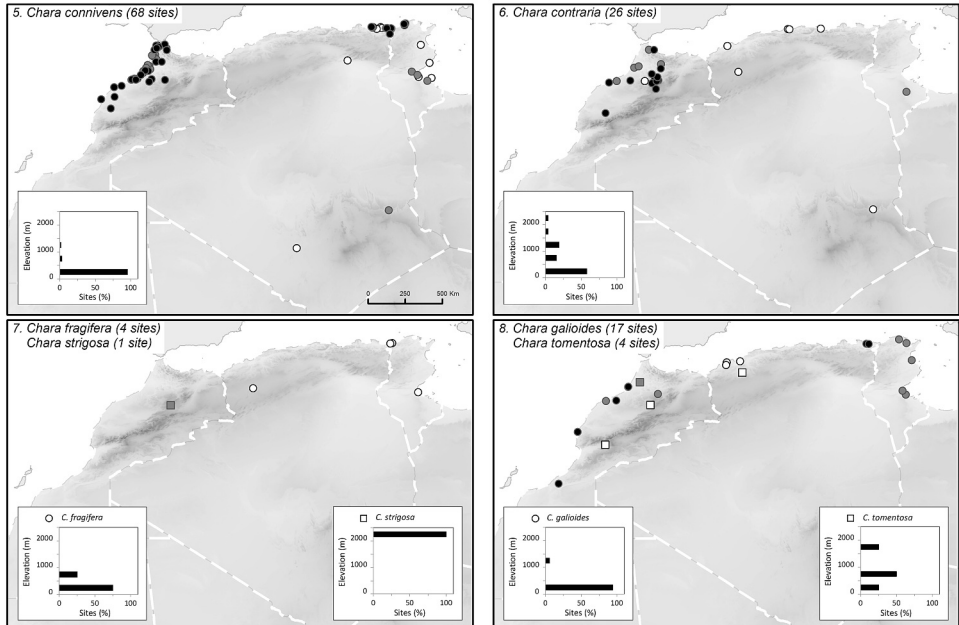 5. Chara connivens (68 sites)
Elevation (m)
2000
1000
0
0 50 100
Sites (%)
0 250 500 Km
6. Chara contraria (26 sites)
Elevation (m)
2000
1000
0
0 50 100
Sites (%)
7. Chara fragifera (4 sites)
Chara strigosa (1 site)
C. fragifera
Elevation (m)
2000
1000
0
0 50 100
Sites (%)
C. strigosa
Elevation (m)
2000
1000
0
0 50 100
Sites (%)
8. Chara galioides (17 sites)
Chara tomentosa (4 sites)
C. galioides
Elevation (m)
2000
1000
0
0 50 100
Sites (%)
C. tomentosa
Elevation (m)
2000
1000
0
0 50 100
Sites (%)